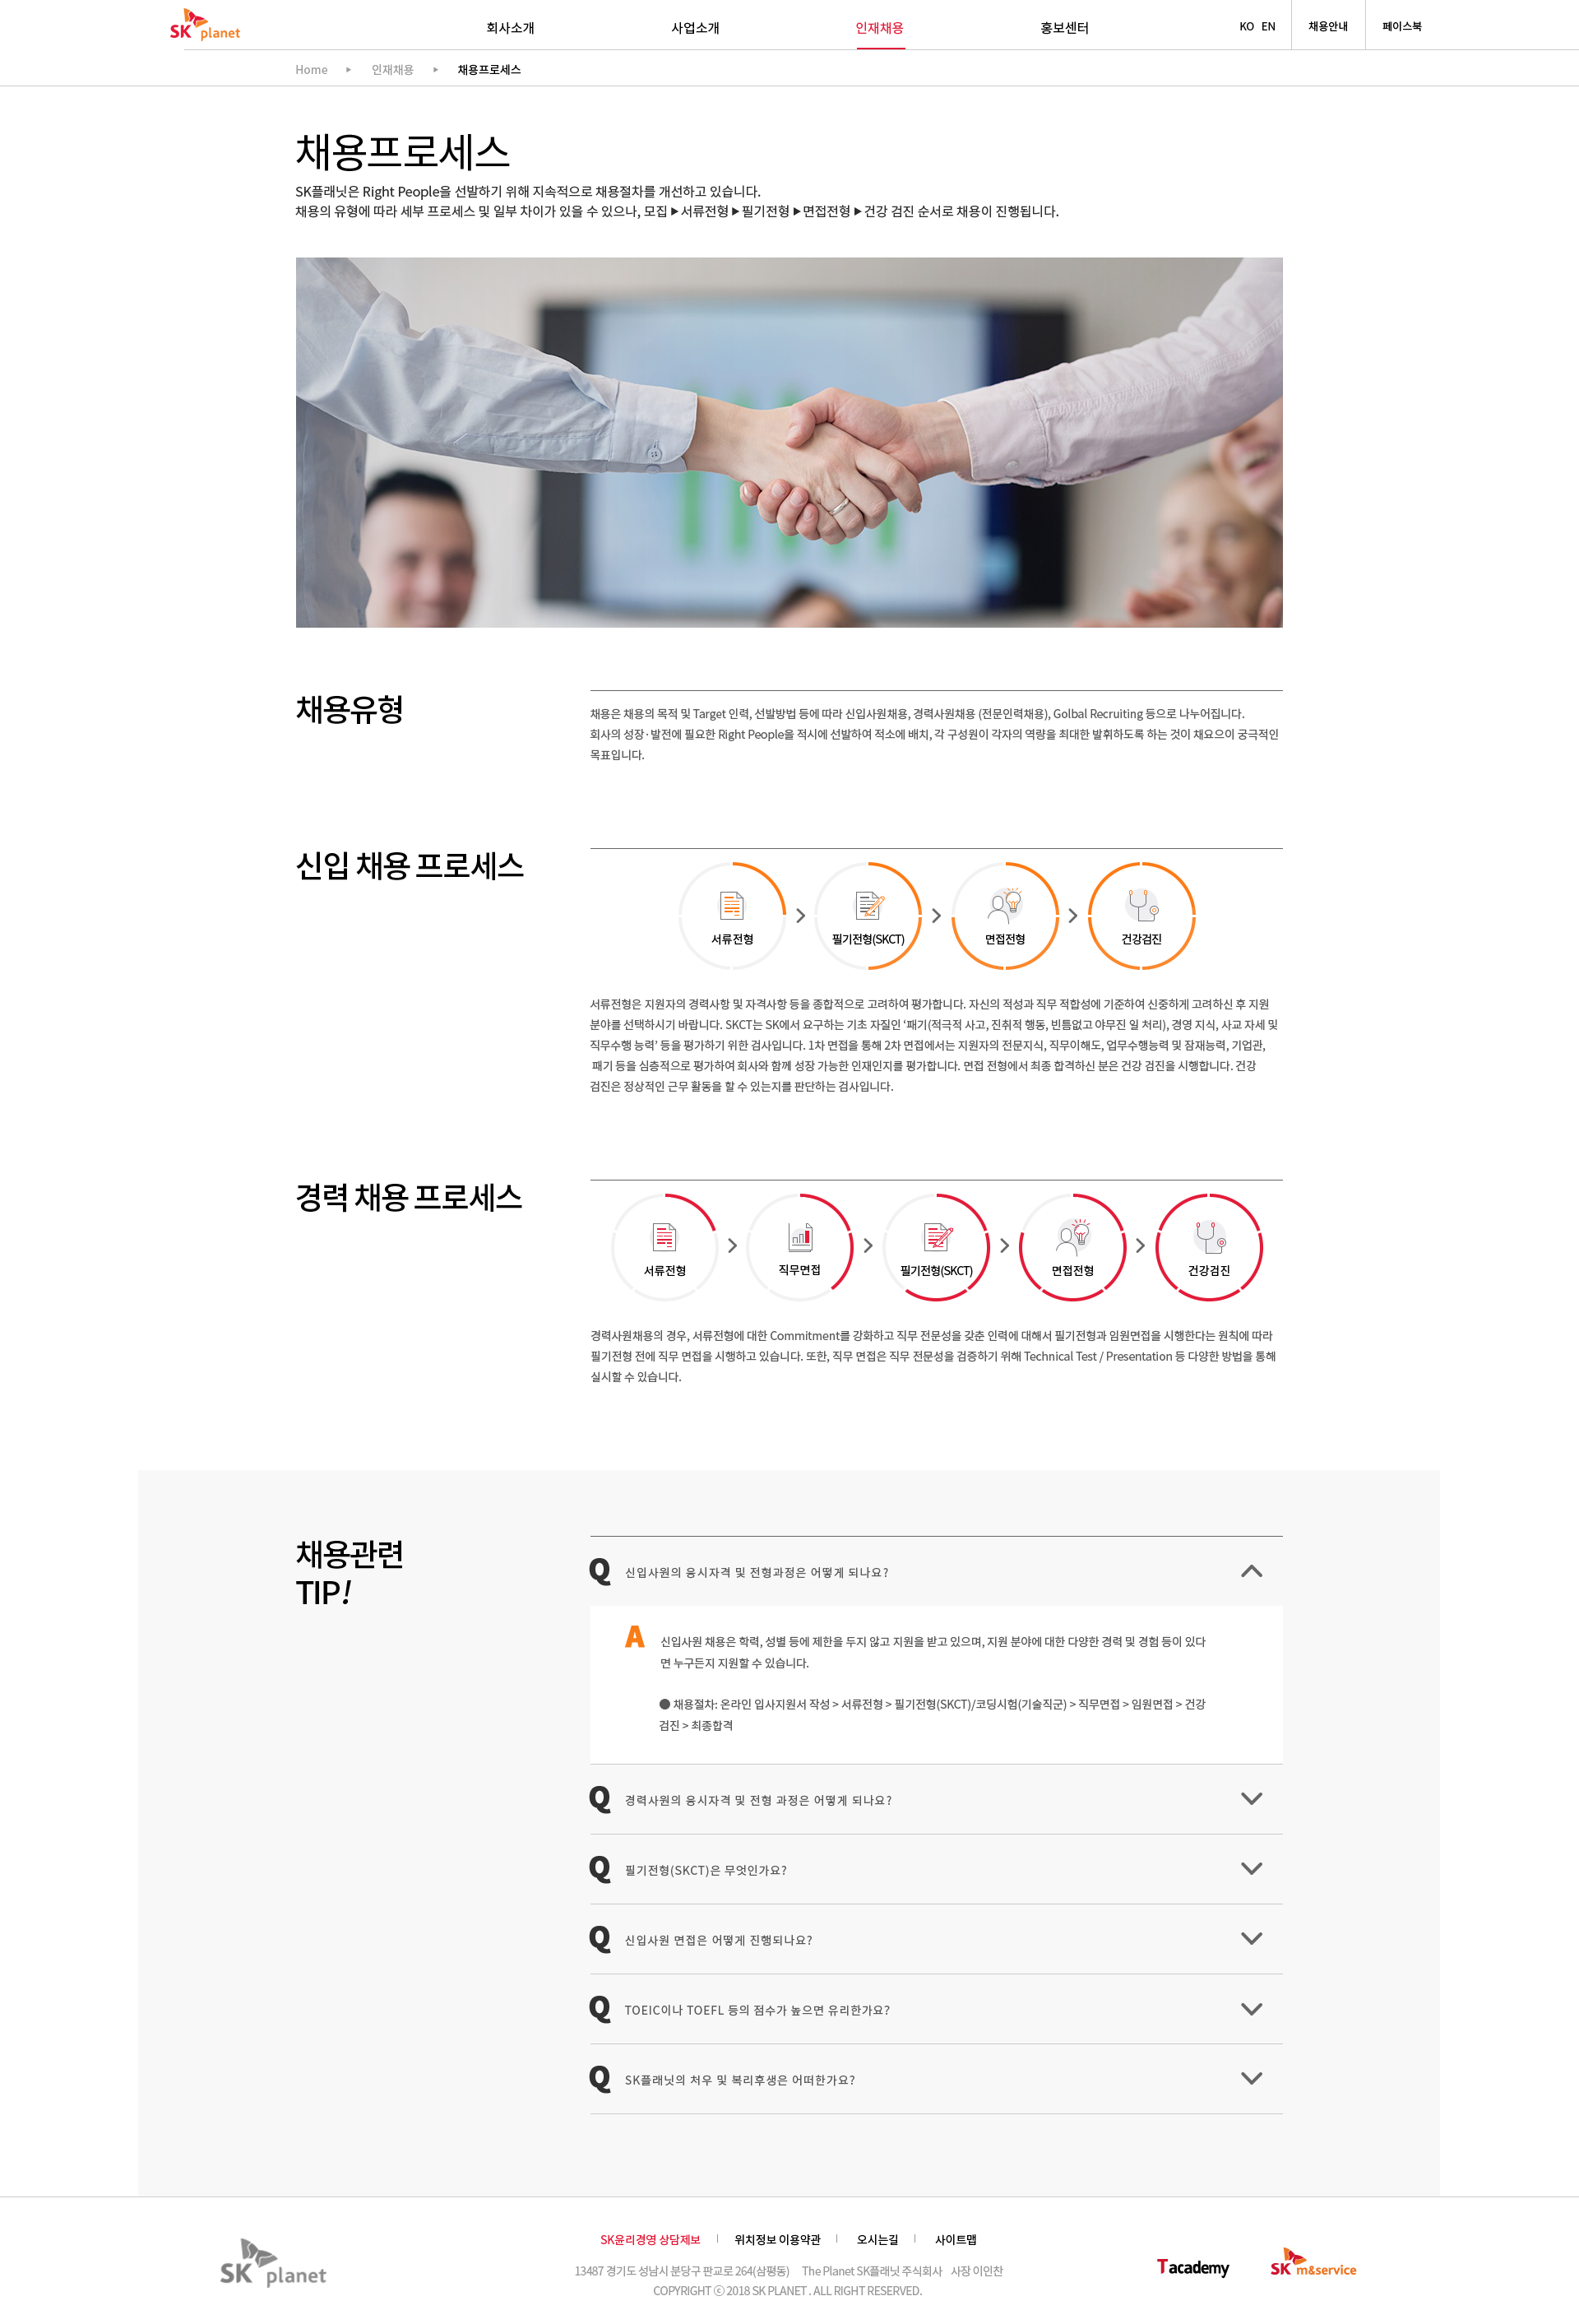 SK planet
회사소개
사업소개
인재채용
홍보센터
KO EN
채용안내
페이스북
Home ▶ 인재채용 ▶ 채용프로세스
채용프로세스
SK플래닛은 Right People을 선발하기 위해 지속적으로 채용절차를 개선하고 있습니다.
채용의 유형에 따라 세부 프로세스 및 일부 차이가 있을 수 있으나, 모집 ▶ 서류전형 ▶ 필기전형 ▶ 면접전형 ▶ 건강 검진 순서로 채용이 진행됩니다.
채용유형
채용은 채용의 목적 및 Target 인력, 선발방법 등에 따라 신입사원채용, 경력사원채용 (전문인력채용), Golbal Recruiting 등으로 나누어집니다.
회사의 성장·발전에 필요한 Right People을 적시에 선발하여 적소에 배치, 각 구성원이 각자의 역량을 최대한 발휘하도록 하는 것이 채요으이 궁극적인
목표입니다.
신입 채용 프로세스
서류전형
필기전형(SKCT)
면접전형
건강검진
서류전형은 지원자의 경력사항 및 자격사항 등을 종합적으로 고려하여 평가합니다. 자신의 적성과 직무 적합성에 기준하여 신중하게 고려하신 후 지원
분야를 선택하시기 바랍니다. SKCT는 SK에서 요구하는 기초 자질인 ‘패기(적극적 사고, 진취적 행동, 빈틈없고 야무진 일 처리), 경영 지식, 사교 자세 및
직무수행 능력’ 등을 평가하기 위한 검사입니다. 1차 면접을 통해 2차 면접에서는 지원자의 전문지식, 직무이해도, 업무수행능력 및 잠재능력, 기업관,
패기 등을 심층적으로 평가하여 회사와 함께 성장 가능한 인재인지를 평가합니다. 면접 전형에서 최종 합격하신 분은 건강 검진을 시행합니다. 건강
검진은 정상적인 근무 활동을 할 수 있는지를 판단하는 검사입니다.
경력 채용 프로세스
서류전형
직무면접
필기전형(SKCT)
면접전형
건강검진
경력사원채용의 경우, 서류전형에 대한 Commitment를 강화하고 직무 전문성을 갖춘 인력에 대해서 필기전형과 임원면접을 시행한다는 원칙에 따라
필기전형 전에 직무 면접을 시행하고 있습니다. 또한, 직무 면접은 직무 전문성을 검증하기 위해 Technical Test / Presentation 등 다양한 방법을 통해
실시할 수 있습니다.
채용관련
TIP!
Q 신입사원의 응시자격 및 전형과정은 어떻게 되나요?
A 신입사원 채용은 학력, 성별 등에 제한을 두지 않고 지원을 받고 있으며, 지원 분야에 대한 다양한 경력 및 경험 등이 있다
면 누구든지 지원할 수 있습니다.
● 채용절차: 온라인 입사지원서 작성 > 서류전형 > 필기전형(SKCT)/코딩시험(기술직군) > 직무면접 > 임원면접 > 건강
검진 > 최종합격
Q 경력사원의 응시자격 및 전형 과정은 어떻게 되나요?
Q 필기전형(SKCT)은 무엇인가요?
Q 신입사원 면접은 어떻게 진행되나요?
Q TOEIC이나 TOEFL 등의 점수가 높으면 유리한가요?
Q SK플래닛의 처우 및 복리후생은 어떠한가요?
SK planet
SK윤리경영 상담제보 | 위치정보 이용약관 | 오시는길 | 사이트맵
13487 경기도 성남시 분당구 판교로 264(삼평동) The Planet SK플래닛 주식회사 사장 이인찬
COPYRIGHT ⓒ 2018 SK PLANET . ALL RIGHT RESERVED.
T academy
SK m&service